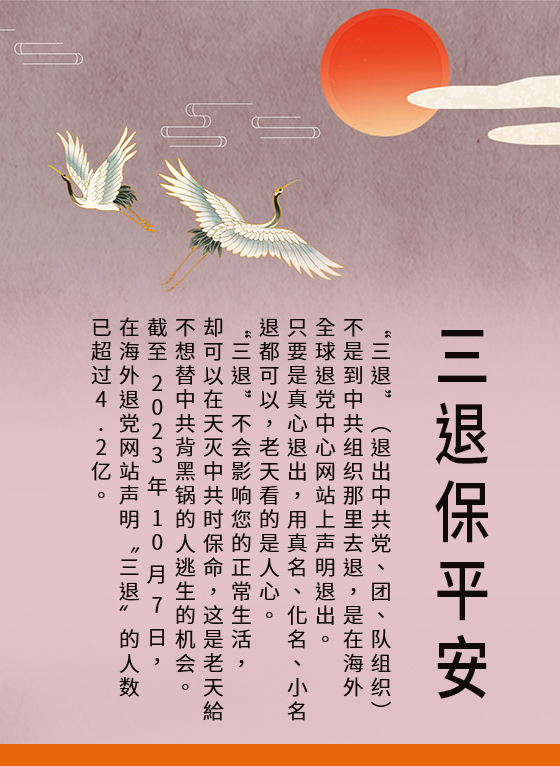 三退保平安
“三退”（退出中共党、团、队组织）
不是到中共组织那里去退，是在海外
全球退党中心网站上声明退出。
只要是真心退出，用真名、化名、小名
退都可以，老天看的是人心。
“三退”不会影响您的正常生活，
却可以在天灭中共时保命，这是老天給
不想替中共背黑锅的人逃生的机会。
截至 2023 年 10 月 7 日，
在海外退党网站声明〝三退〞的人数
已超过4.2亿。